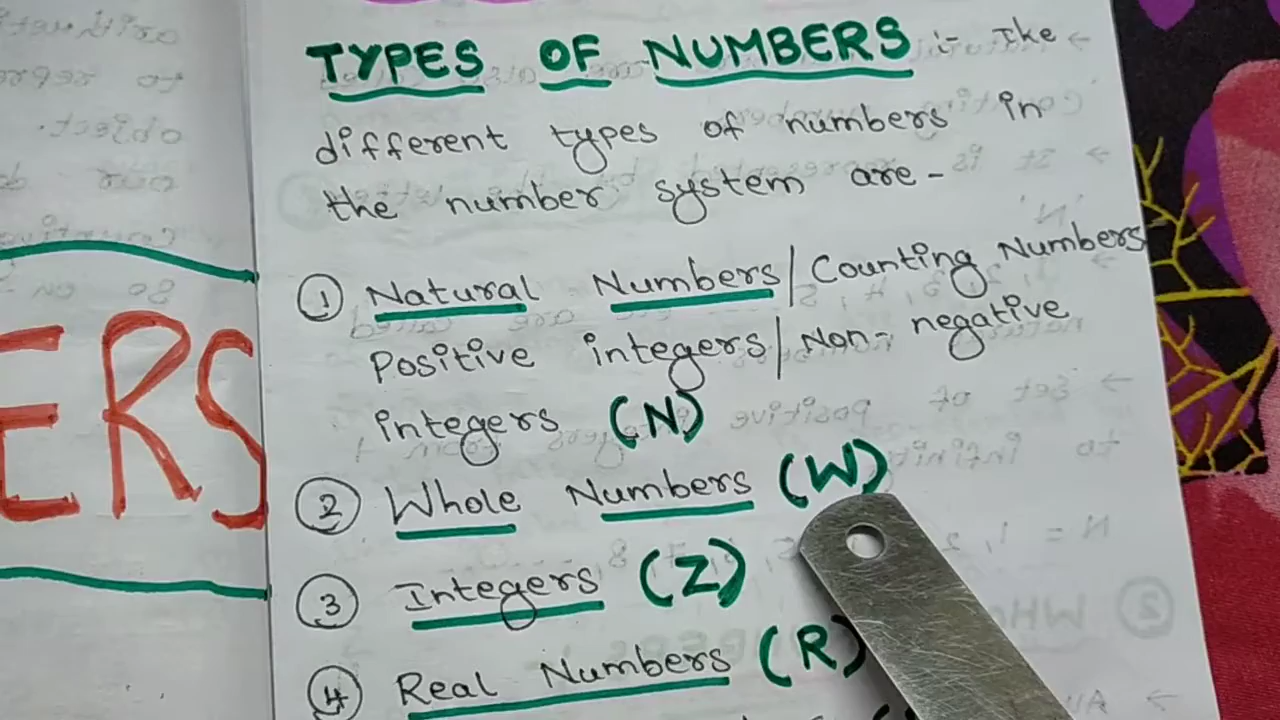 TYPES OF NUMBERS :- The
different types of numbers in
the number system are -
① Natural Numbers/Counting Numbers
Positive integers/Non-negative
integers (N)
② Whole Numbers (W)
③ Integers (Z)
④ Real Numbers (R)
ERS